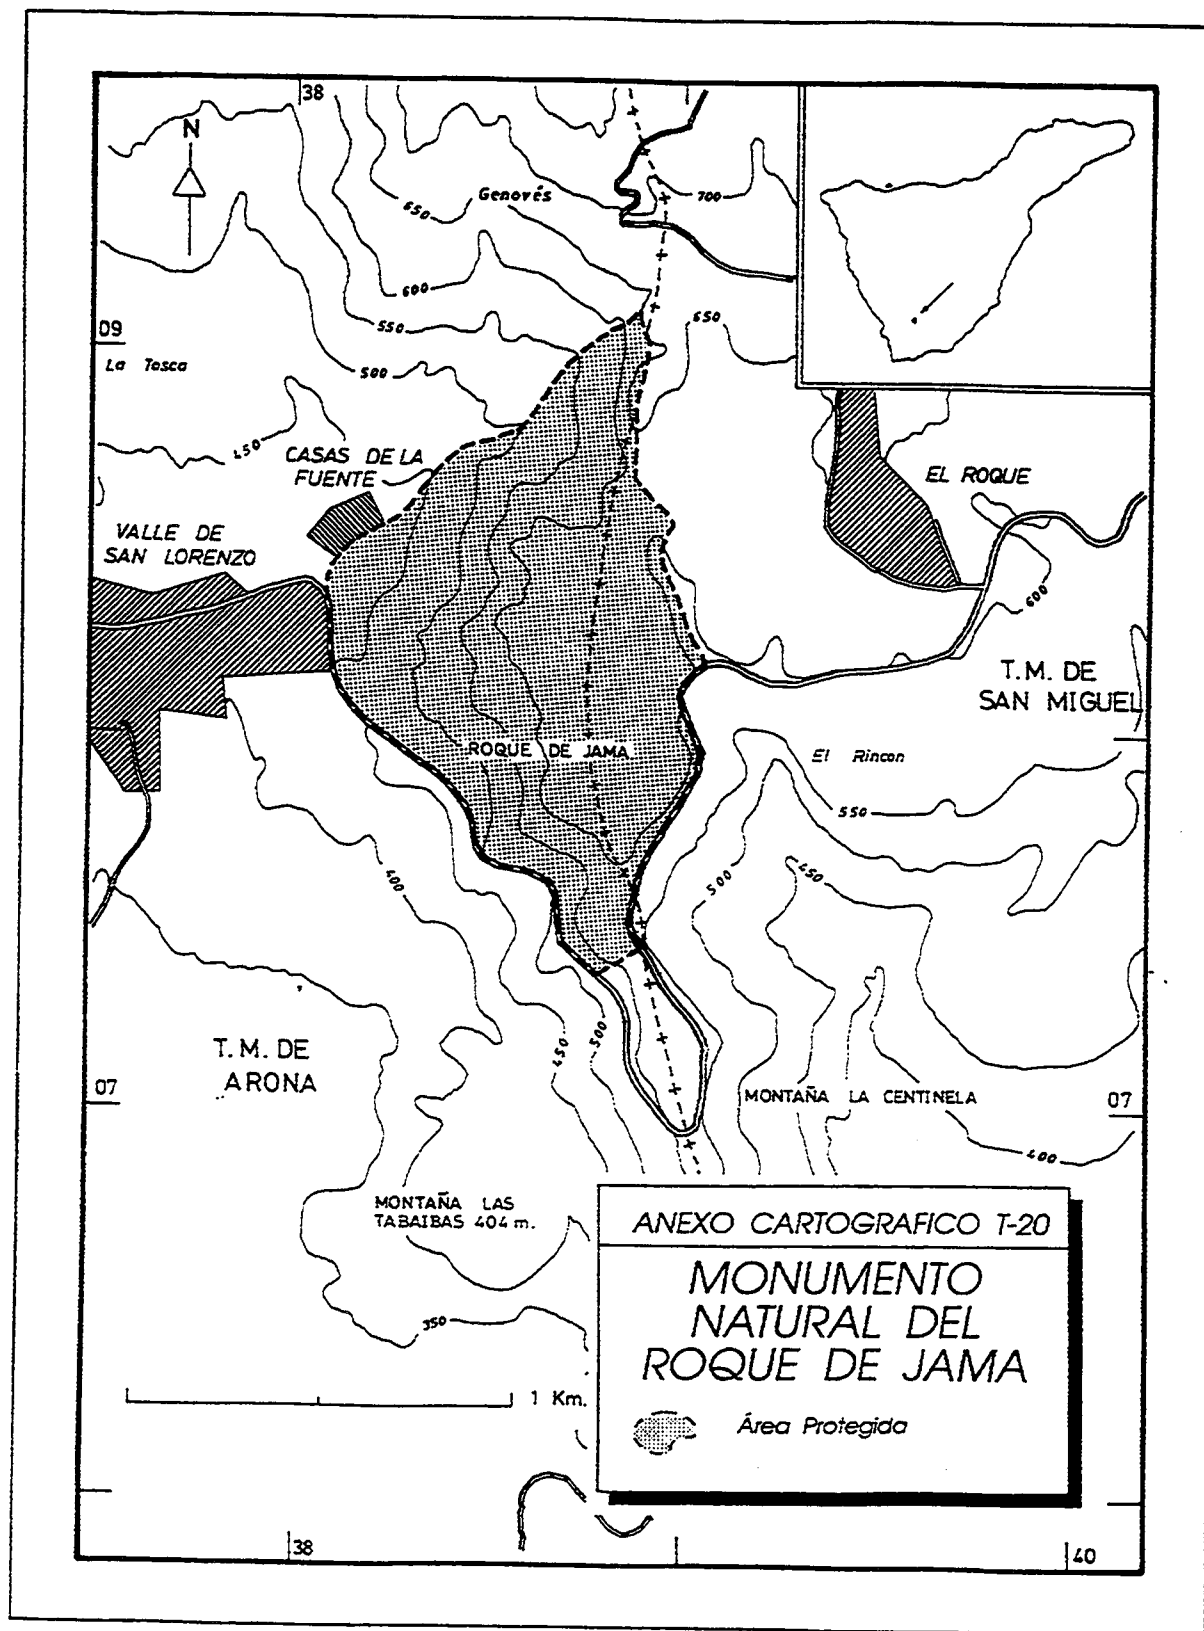 38
N
Genovés
650
700
600
550
650
09
La Tosca
500
450
CASAS DE LA
FUENTE
EL ROQUE
VALLE DE
SAN LORENZO
600
T.M. DE
SAN MIGUEL
ROQUE DE JAMA
El Rincon
550
400
500
450
450
500
T. M. DE
ARONA
07
MONTAÑA LA CENTINELA
07
400
MONTAÑA LAS
TABAIBAS 404 m.
350
1 Km.
ANEXO CARTOGRAFICO T-20
MONUMENTO
NATURAL DEL
ROQUE DE JAMA
Área Protegida
38
40